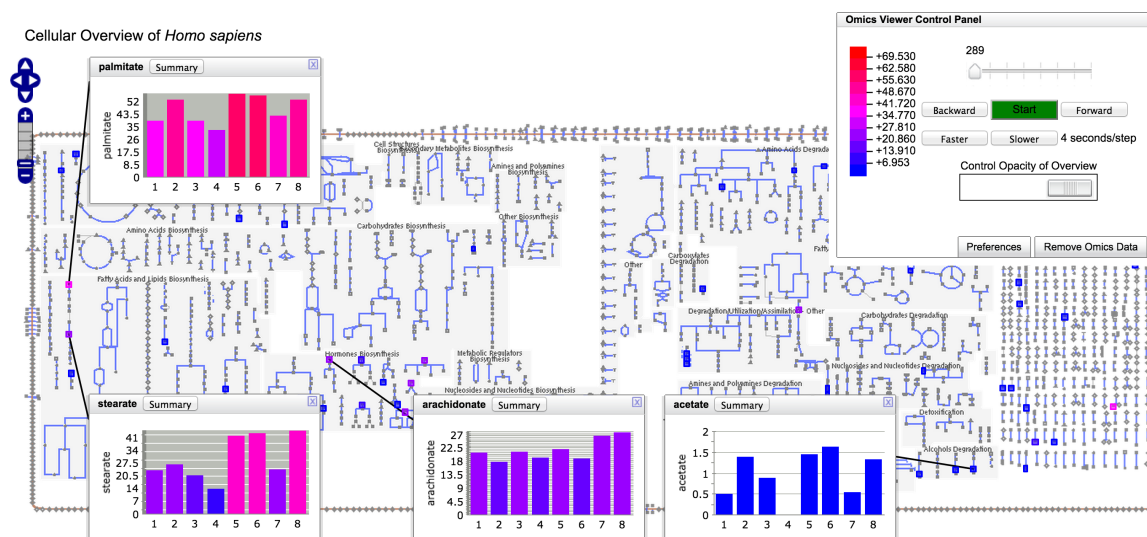 Cellular Overview of Homo sapiens
Omics Viewer Control Panel
+69.530
+62.580
+55.630
+48.670
+41.720
+34.770
+27.810
+20.860
+13.910
+6.953
289
Backward Start Forward
Faster Slower 4 seconds/step
Control Opacity of Overview
Preferences Remove Omics Data
palmitate Summary X
palmitate
52
43.5
35
26
17.5
8.5
0
1 2 3 4 5 6 7 8
Cell Structures
Biosynthesis
Secondary Metabolites Biosynthesis
Amines and Polyamines
Biosynthesis
Amino Acids Degrada
Amino Acids Biosynthesis
Carbohydrates Biosynthesis
Other Biosynthesis
Other
Carboxylates
Degradation
Fatty
Fatty Acids and Lipids Biosynthesis
Degradation/Utilization/Assimilation
Other
Carbohydrates Degradation
Hormones Biosynthesis
Metabolic Regulators
Biosynthesis
Nucleosides and Nucleotides Degradation
Nucleosides and Nucleotides Biosynthesis
Amines and Polyamines Degradation
Detoxification
Alcohols Degradation
stearate Summary X
stearate
41
34
27.5
20.5
14
7
0
1 2 3 4 5 6 7 8
arachidonate Summary X
arachidonate
27
22.5
18
13.5
9
4.5
0
1 2 3 4 5 6 7 8
acetate Summary X
acetate
2
1.5
1
0.5
0
1 2 3 4 5 6 7 8